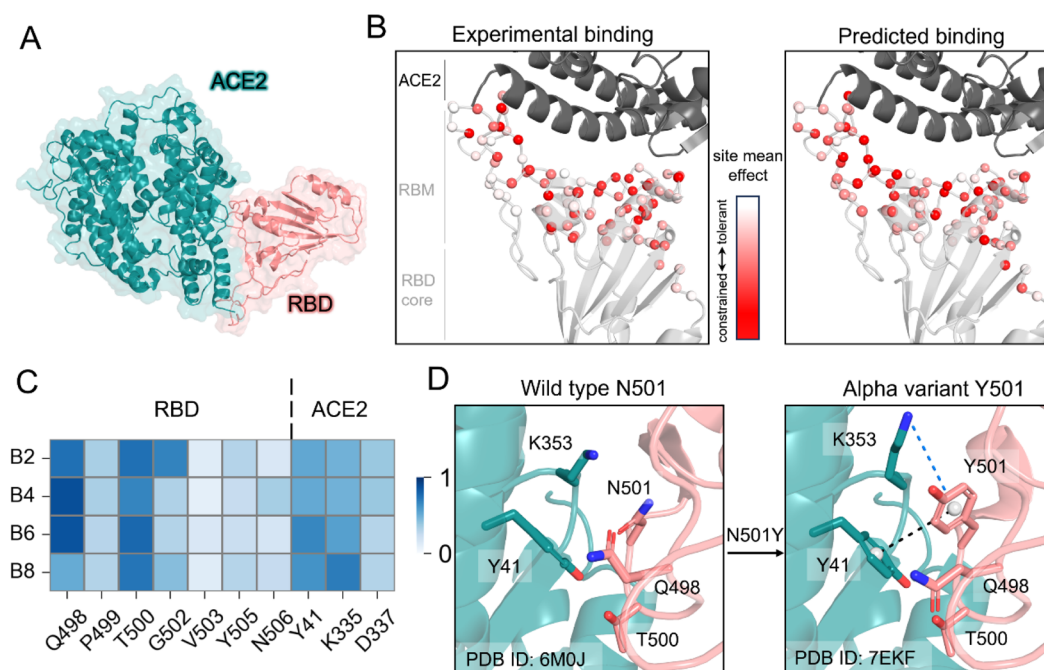 A
ACE2
RBD
B
Experimental binding
Predicted binding
ACE2
RBM
RBD
core
site mean
effect
constrained ↔ tolerant
C
RBD
ACE2
B2
B4
B6
B8
1
0
Q498
P499
T500
G502
V503
Y505
N506
Y41
K335
D337
D
Wild type N501
Alpha variant Y501
K353
N501
Y41
Q498
T500
PDB ID: 6M0J
N501Y
K353
Y501
Y41
Q498
T500
PDB ID: 7EKF